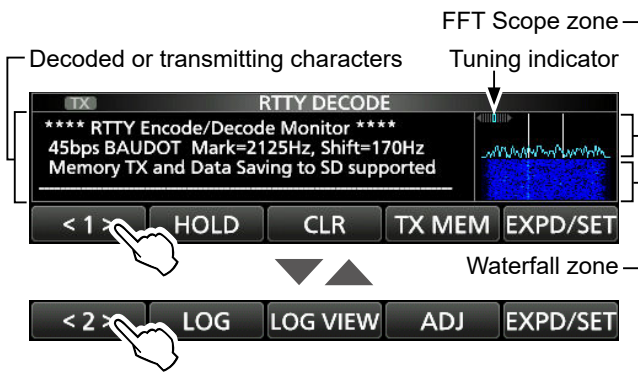 FFT Scope zone
Decoded or transmitting characters
Tuning indicator
TX
RTTY DECODE
**** RTTY Encode/Decode Monitor ****
45bps BAUDOT Mark=2125Hz, Shift=170Hz
Memory TX and Data Saving to SD supported
< 1 > HOLD CLR TX MEM EXPD/SET
Waterfall zone
< 2 > LOG LOG VIEW ADJ EXPD/SET